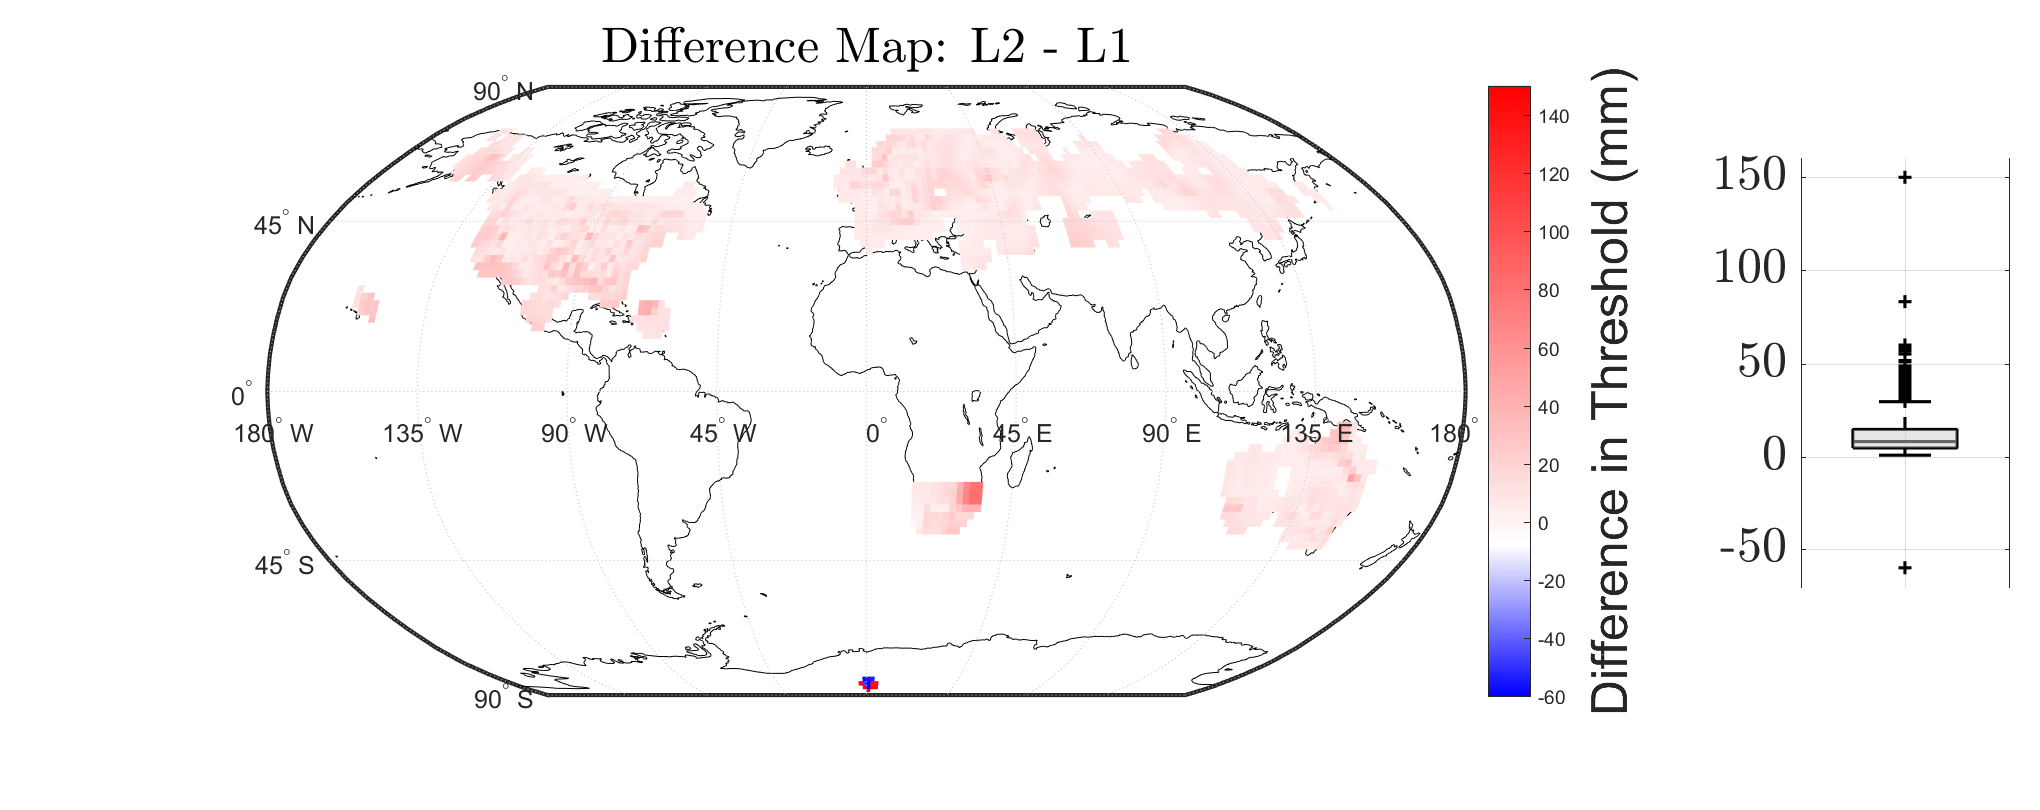 Difference Map: L2 - L1
90° N
45° N
0°
180° W
135° W
90° W
45° W
0°
45° E
90° E
135° E
180°
45° S
90° S
140
120
100
80
60
40
20
0
-20
-40
-60
Difference in Threshold (mm)
150
100
50
0
-50